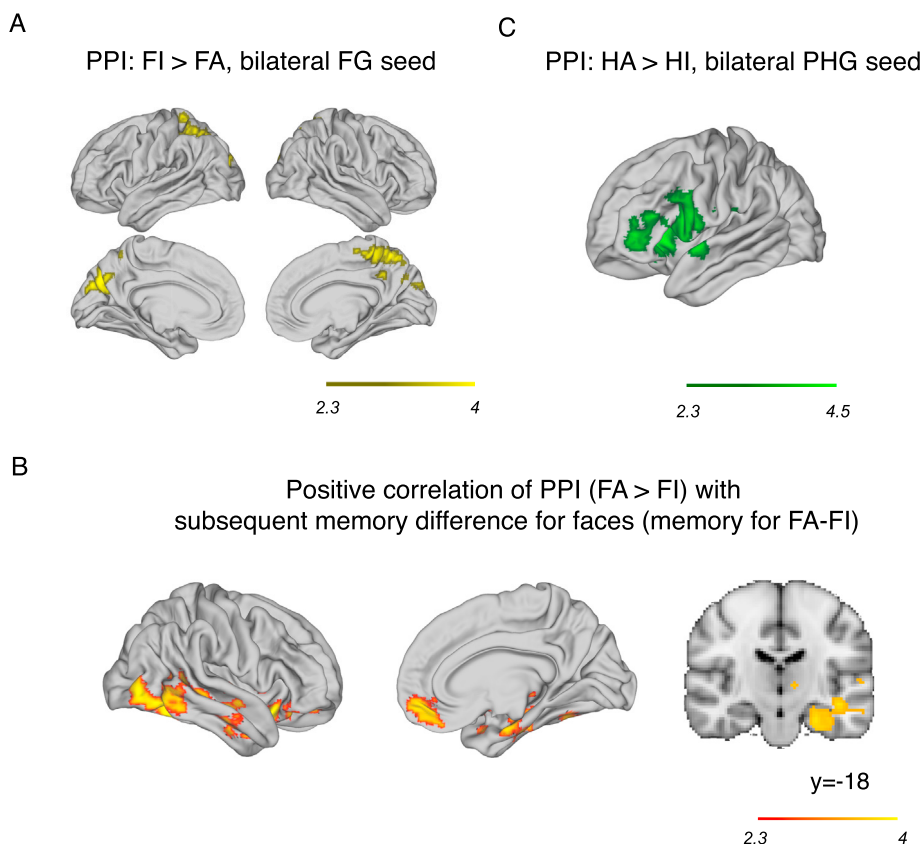 A
PPI: FI > FA, bilateral FG seed
2.3
4
C
PPI: HA > HI, bilateral PHG seed
2.3
4.5
B
Positive correlation of PPI (FA > FI) with
subsequent memory difference for faces (memory for FA-FI)
y=-18
2.3
4